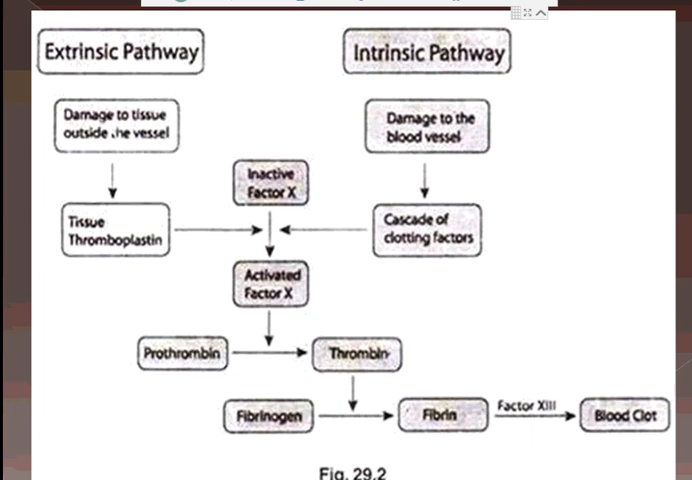 Extrinsic Pathway
Intrinsic Pathway
Damage to tissue
outside the vessel
Damage to the
blood vessel
Inactive
Factor X
Tissue
Thromboplastin
Cascade of
clotting factors
Activated
Factor X
Prothrombin
Thrombin
Fibrinogen
Fibrin
Factor XIII
Blood Clot
Fig. 29.2